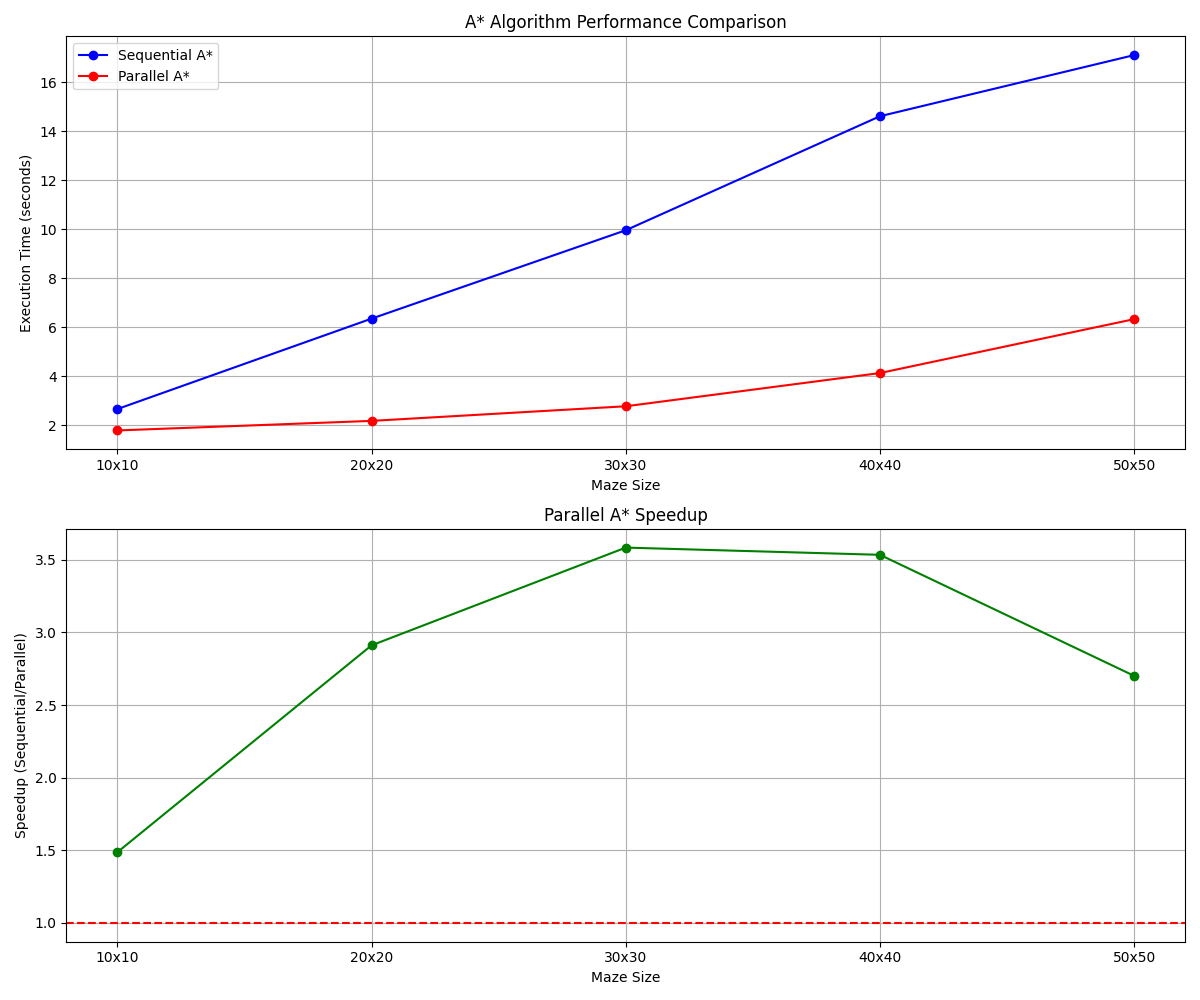 A* Algorithm Performance Comparison
Sequential A*
Parallel A*
Execution Time (seconds)
16
14
12
10
8
6
4
2
10x10 20x20 30x30 40x40 50x50
Maze Size
Parallel A* Speedup
Speedup (Sequential/Parallel)
3.5
3.0
2.5
2.0
1.5
1.0
10x10 20x20 30x30 40x40 50x50
Maze Size